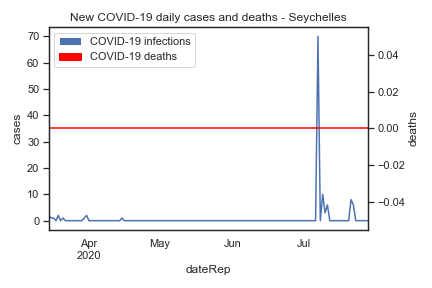 New COVID-19 daily cases and deaths - Seychelles
COVID-19 infections
COVID-19 deaths
70
60
50
40
30
20
10
0
cases
0.04
0.02
0.00
−0.02
−0.04
deaths
Apr
2020
May
Jun
Jul
dateRep